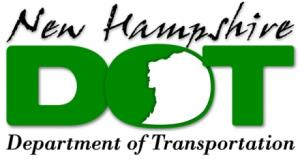 New Hampshire
DOT
Department of Transportation